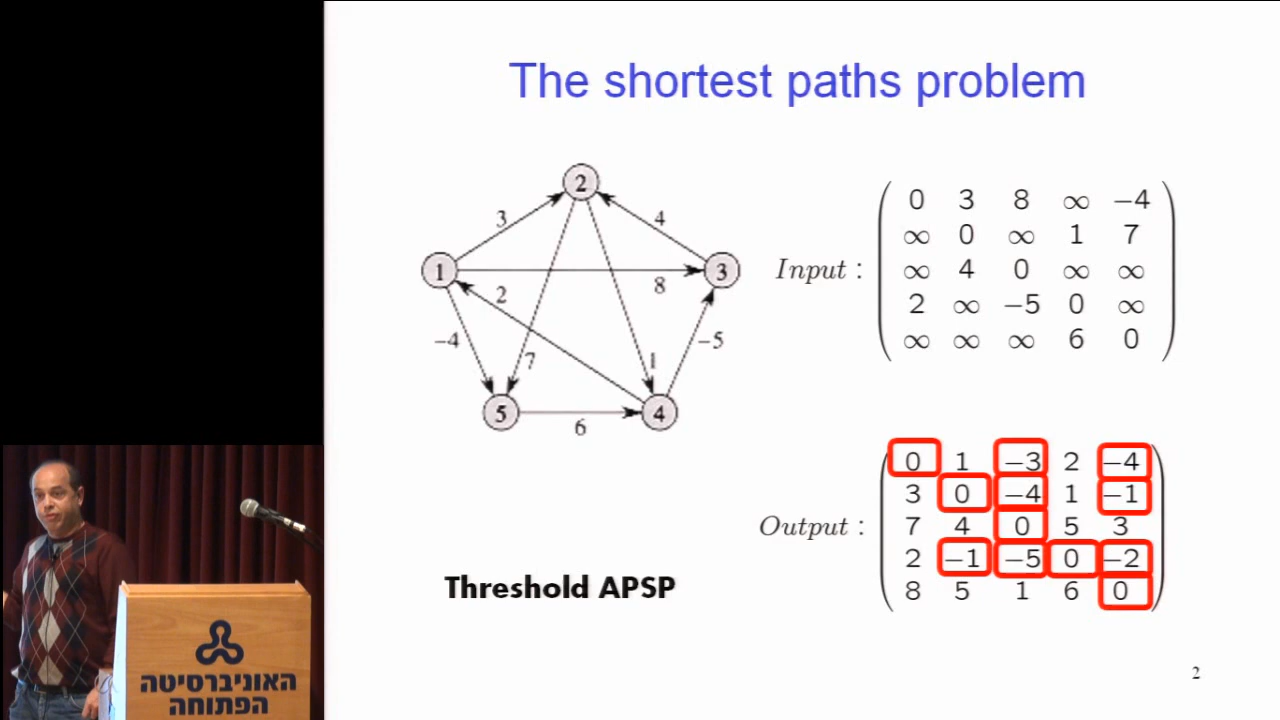 The shortest paths problem
2
3
4
1
3
8
2
-4
7
1
-5
5
4
6
Input :
0 3 8 ∞ -4
∞ 0 ∞ 1 7
∞ 4 0 ∞ ∞
2 ∞ -5 0 ∞
∞ ∞ ∞ 6 0
Output :
0 1 -3 2 -4
3 0 -4 1 -1
7 4 0 5 3
2 -1 -5 0 -2
8 5 1 6 0
Threshold APSP
האוניברסיטה
הפתוחה
2